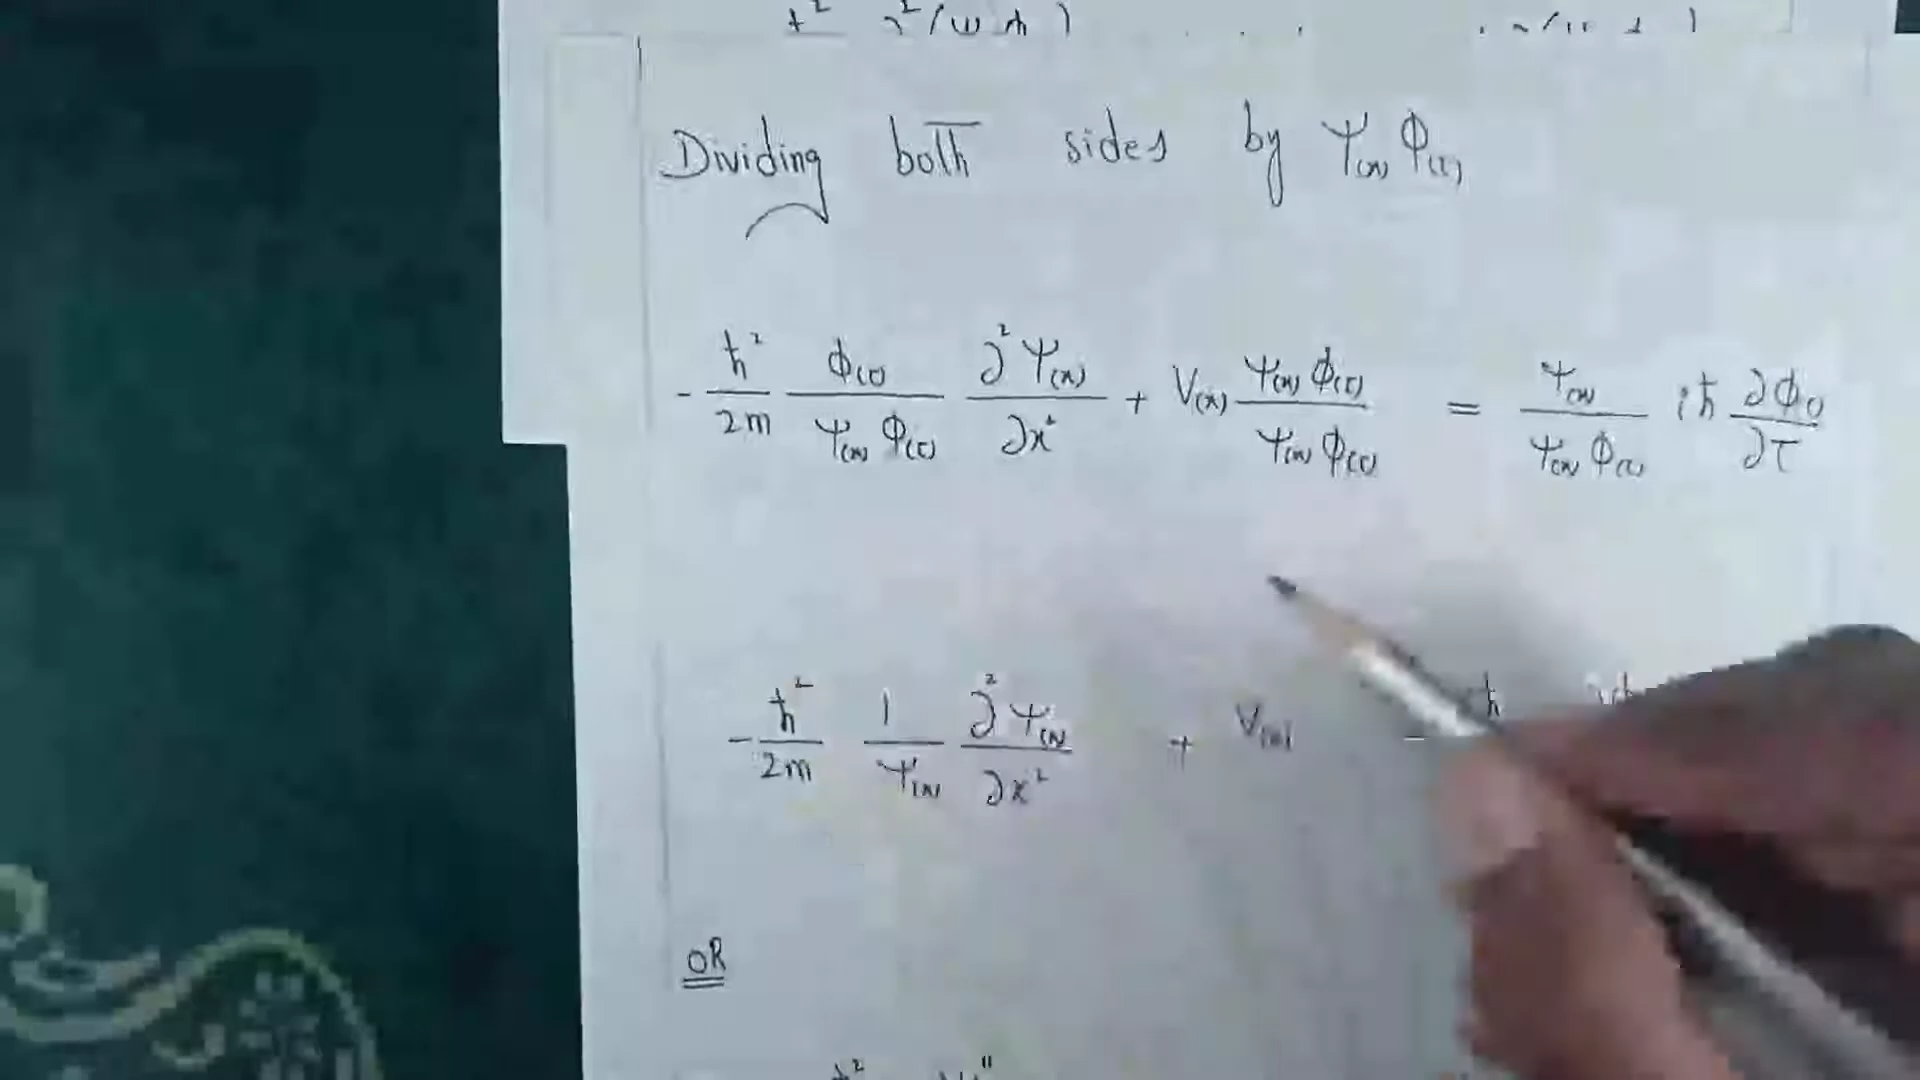 Dividing both sides by Ψ(x) Φ(t)
- ħ²/2m Φ(t)/Ψ(x) Φ(t) ∂²Ψ(x)/∂x² + V(x) Ψ(x) Φ(t)/Ψ(x) Φ(t) = Ψ(x)/Ψ(x) Φ(t) iħ ∂Φ()/∂t
- ħ²/2m 1/Ψ(x) ∂²Ψ(x)/∂x² + V(x)
OR